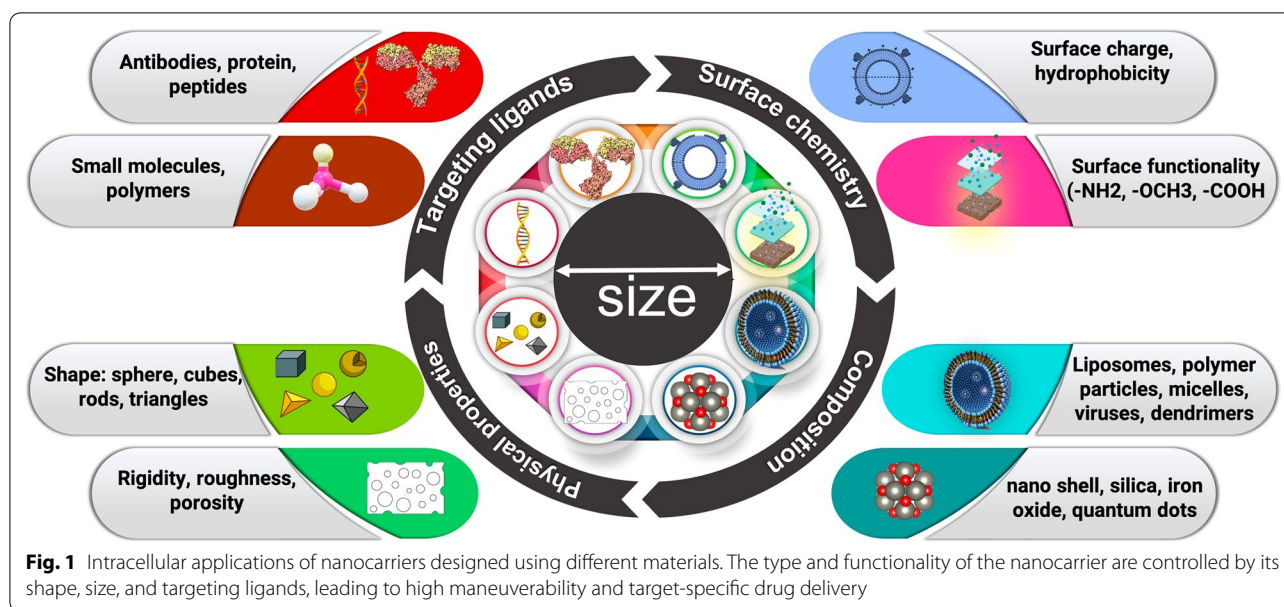 Antibodies, protein,
peptides
Small molecules,
polymers
Shape: sphere, cubes,
rods, triangles
Rigidity, roughness,
porosity
Targeting ligands
Surface chemistry
size
Physical properties
Composition
Surface charge,
hydrophobicity
Surface functionality
(-NH2, -OCH3, -COOH
Liposomes, polymer
particles, micelles,
viruses, dendrimers
nano shell, silica, iron
oxide, quantum dots
Fig. 1 Intracellular applications of nanocarriers designed using different materials. The type and functionality of the nanocarrier are controlled by its
shape, size, and targeting ligands, leading to high maneuverability and target-specific drug delivery